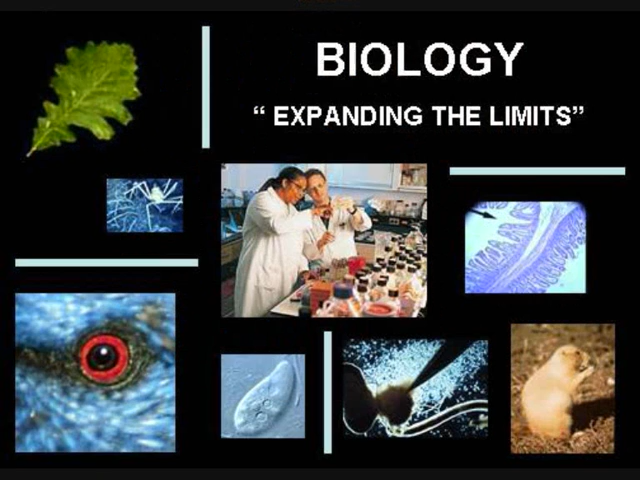 BIOLOGY
“ EXPANDING THE LIMITS”